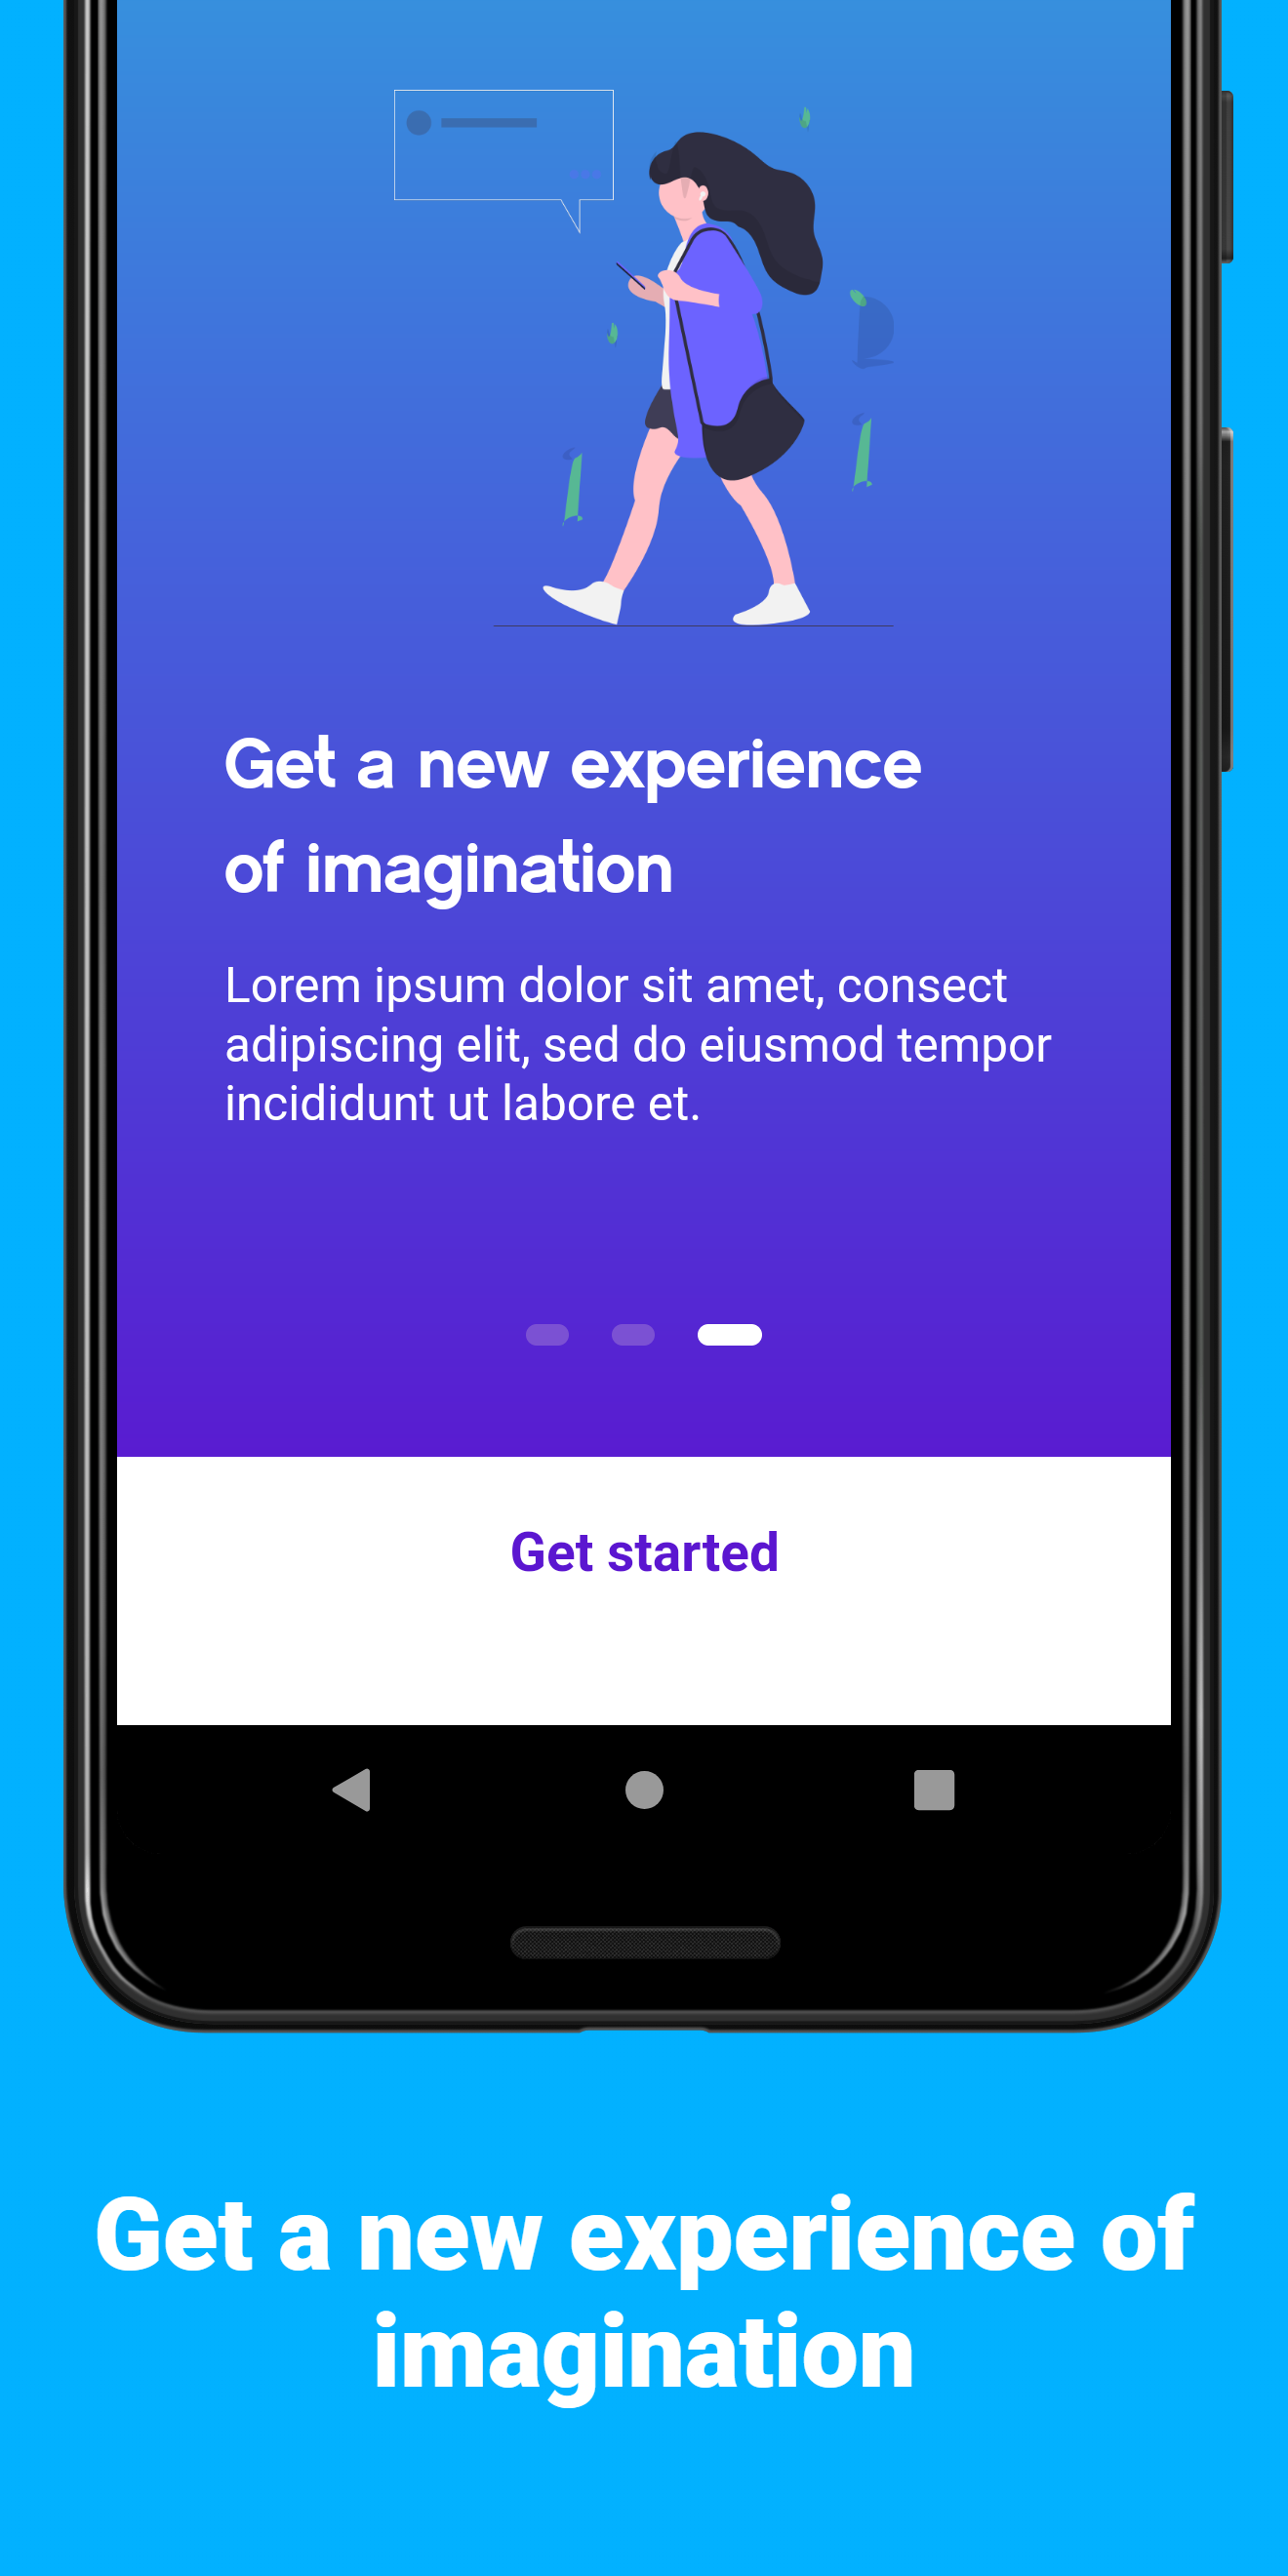 Get a new experience
of imagination
Lorem ipsum dolor sit amet, consect
adipiscing elit, sed do eiusmod tempor
incididunt ut labore et.
Get started
Get a new experience of
imagination